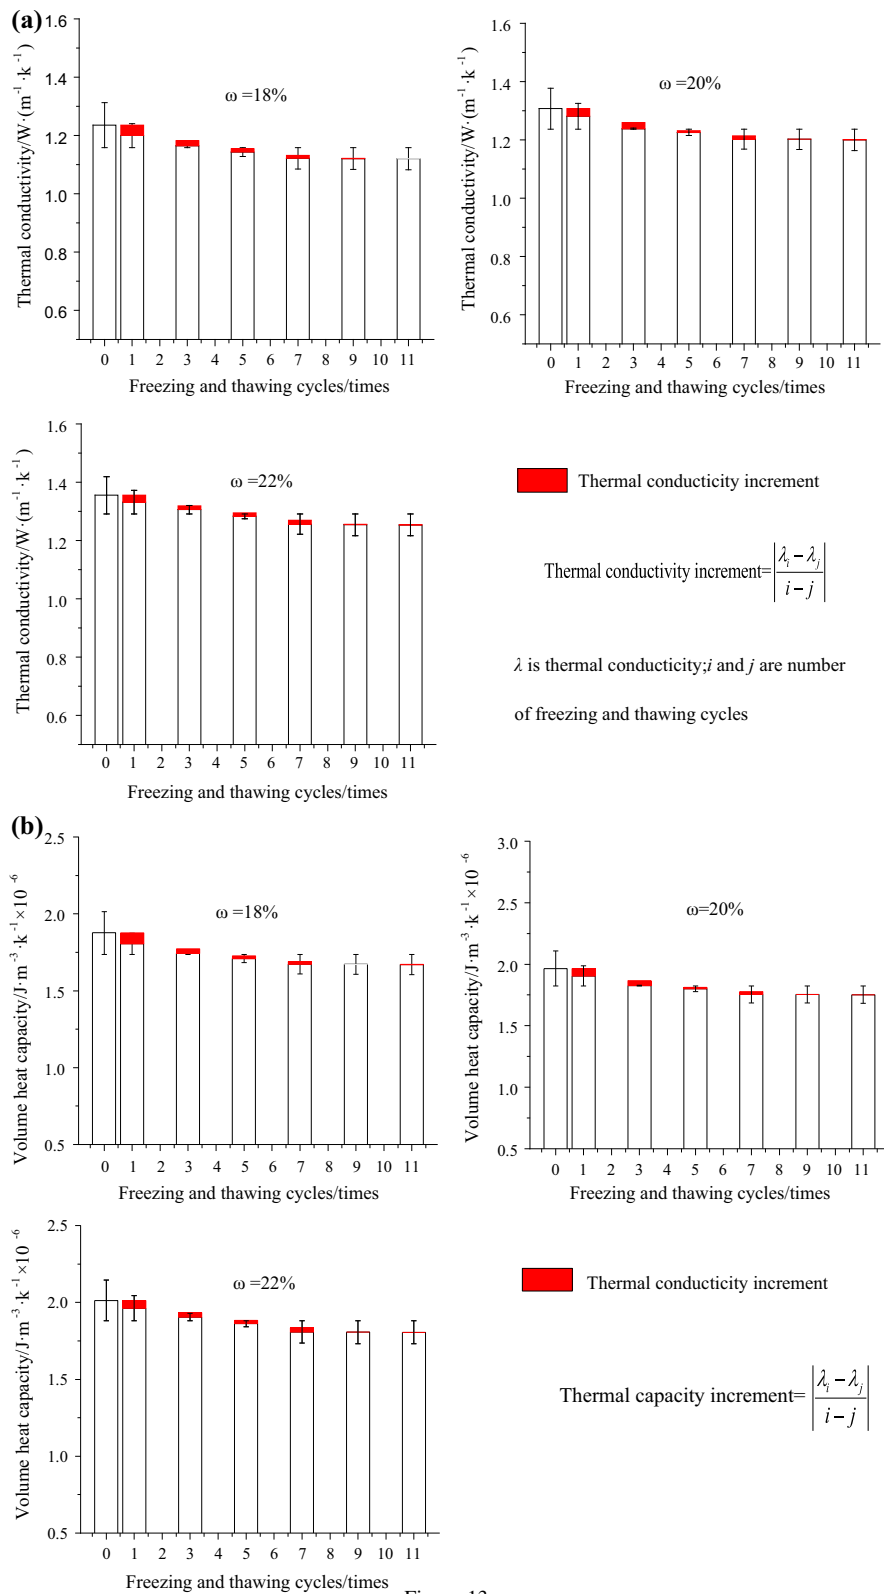 (a)
Thermal conductivity/W·(m⁻¹·k⁻¹)
1.6
1.4
1.2
1.0
0.8
0.6
ω =18%
0 1 2 3 4 5 6 7 8 9 10 11
Freezing and thawing cycles/times
Thermal conductivity/W·(m⁻¹·k⁻¹)
1.6
1.4
1.2
1.0
0.8
0.6
ω =20%
0 1 2 3 4 5 6 7 8 9 10 11
Freezing and thawing cycles/times
Thermal conductivity/W·(m⁻¹·k⁻¹)
1.6
1.4
1.2
1.0
0.8
0.6
ω =22%
0 1 2 3 4 5 6 7 8 9 10 11
Freezing and thawing cycles/times
Thermal conducticity increment
Thermal conductivity increment=|λi − λj / i − j|
λ is thermal conducticity;i and j are number
of freezing and thawing cycles
(b)
Volume heat capacity/J·m⁻³·k⁻¹×10⁻⁶
2.5
2.0
1.5
1.0
0.5
ω =18%
0 1 2 3 4 5 6 7 8 9 10 11
Freezing and thawing cycles/times
Volume heat capacity/J·m⁻³·k⁻¹×10⁻⁶
3.0
2.5
2.0
1.5
1.0
0.5
ω=20%
0 1 2 3 4 5 6 7 8 9 10 11
Freezing and thawing cycles/times
Volume heat capacity/J·m⁻³·k⁻¹×10⁻⁶
2.5
2.0
1.5
1.0
0.5
ω =22%
0 1 2 3 4 5 6 7 8 9 10 11
Freezing and thawing cycles/times
Thermal conducticity increment
Thermal capacity increment= |λi − λj / i − j|